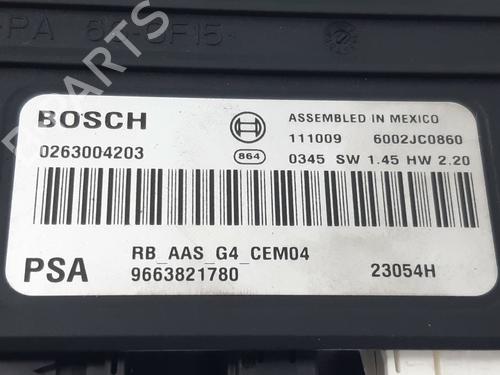 BOSCH
ASSEMBLED IN MEXICO
111009 6002JC0860
0263004203 864 0345 SW 1.45 HW 2.20
PSA
RB_AAS_G4_CEM04
9663821780 23054H